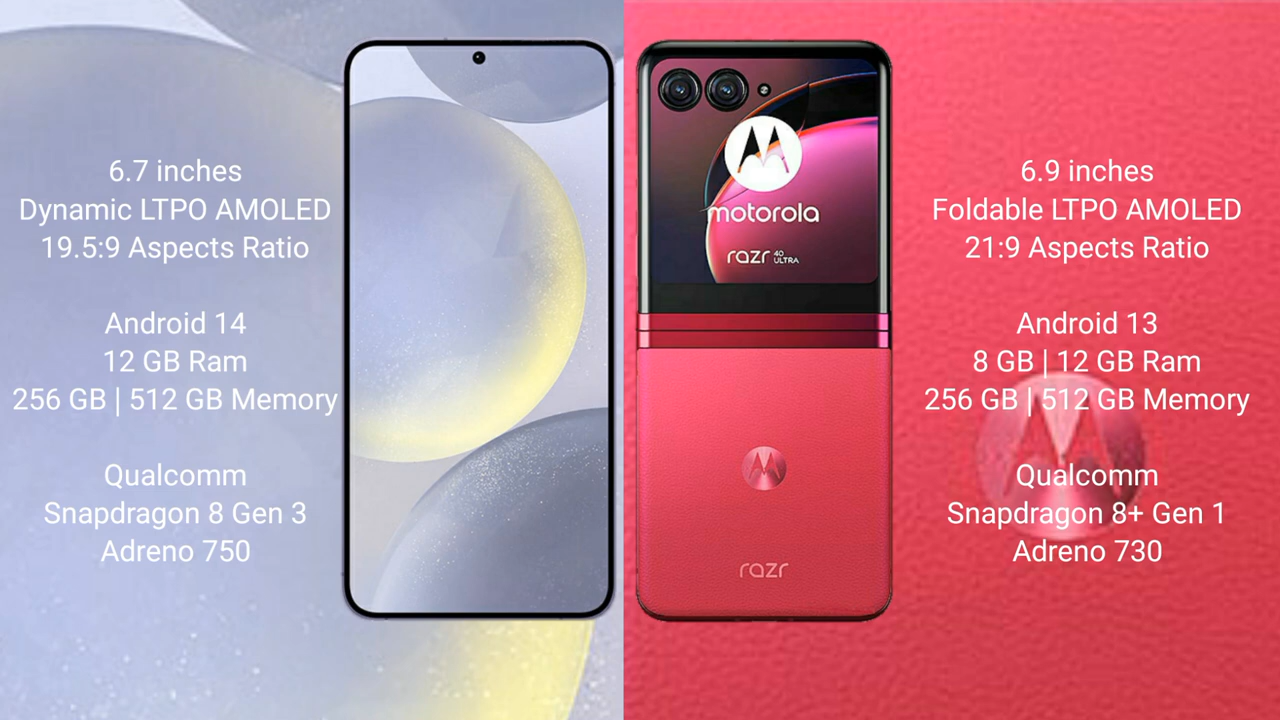 6.7 inches
Dynamic LTPO AMOLED
19.5:9 Aspects Ratio
Android 14
12 GB Ram
256 GB | 512 GB Memory
Qualcomm
Snapdragon 8 Gen 3
Adreno 750
motorola
razr 40 ULTRA
razr
6.9 inches
Foldable LTPO AMOLED
21:9 Aspects Ratio
Android 13
8 GB | 12 GB Ram
256 GB | 512 GB Memory
Qualcomm
Snapdragon 8+ Gen 1
Adreno 730